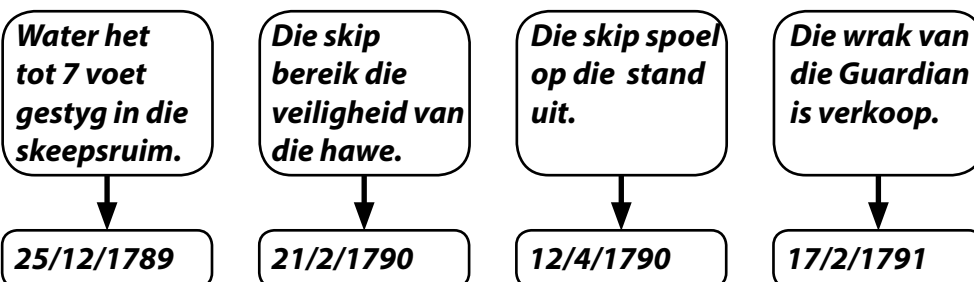 Water het
tot 7 voet
gestyg in die
skeepsruim.
25/12/1789
Die skip
bereik die
veiligheid van
die hawe.
21/2/1790
Die skip spoel
op die stand
uit.
12/4/1790
Die wrak van
die Guardian
is verkoop.
17/2/1791